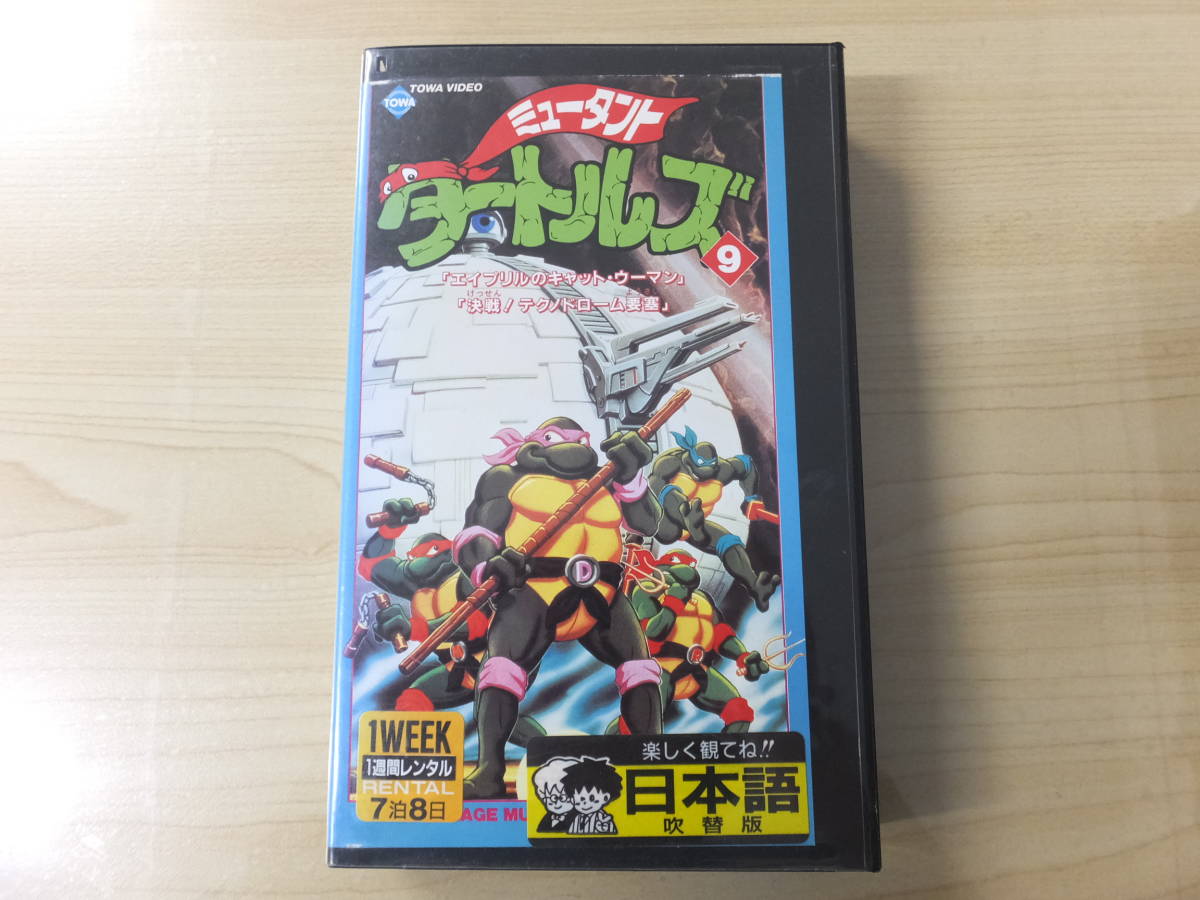 TOWA VIDEO
TOWA
ミュータント
タートルズ
9
「エイプリルのキャット・ウーマン」
けっせん
「決戦!テクノドローム要塞」
D
1WEEK
1週間レンタル
RENTAL
7泊8日
AGE MU
楽しく観てね!!
日本語
吹替版